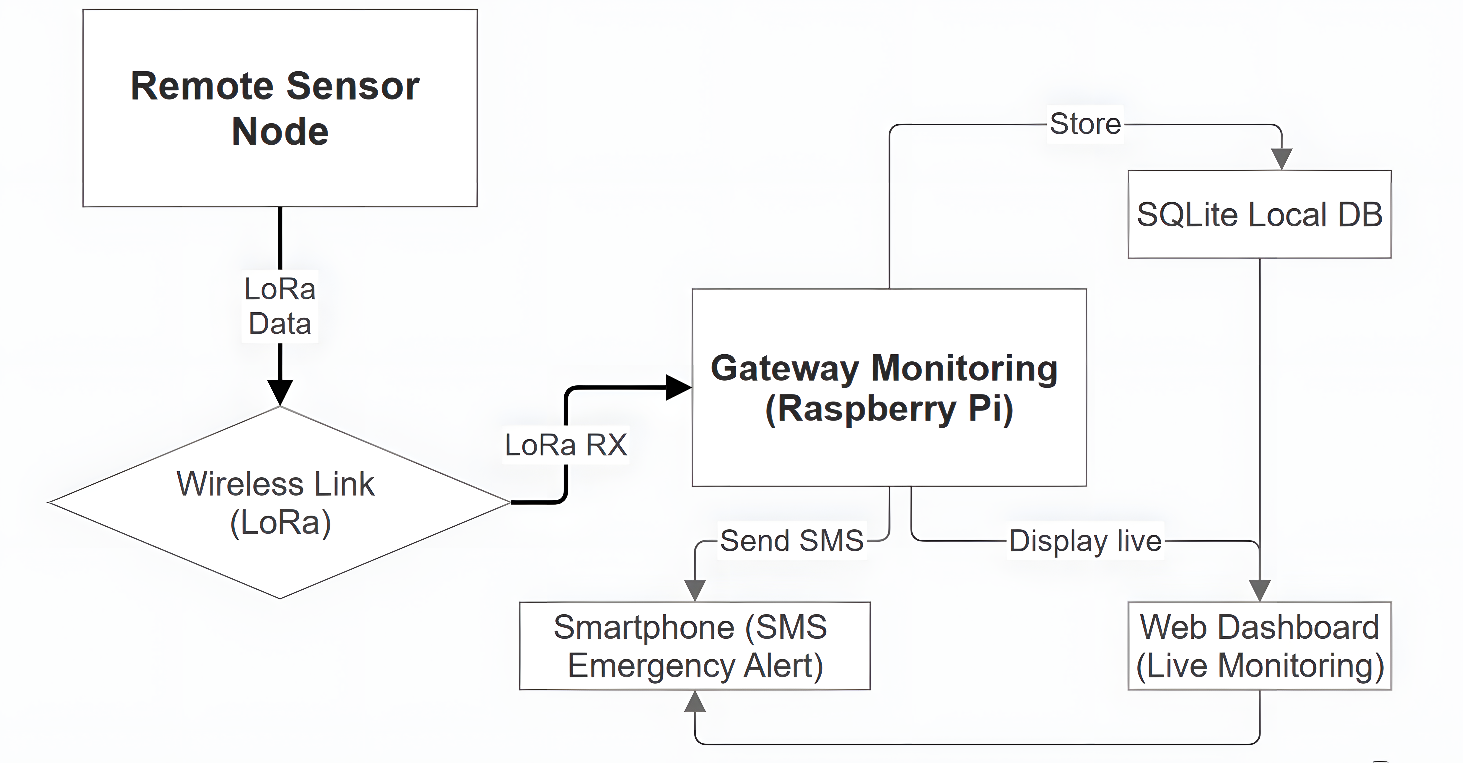 Remote Sensor
Node
LoRa
Data
Wireless Link
(LoRa)
LoRa RX
Gateway Monitoring
(Raspberry Pi)
Store
SQLite Local DB
Send SMS
Display live
Smartphone (SMS
Emergency Alert)
Web Dashboard
(Live Monitoring)